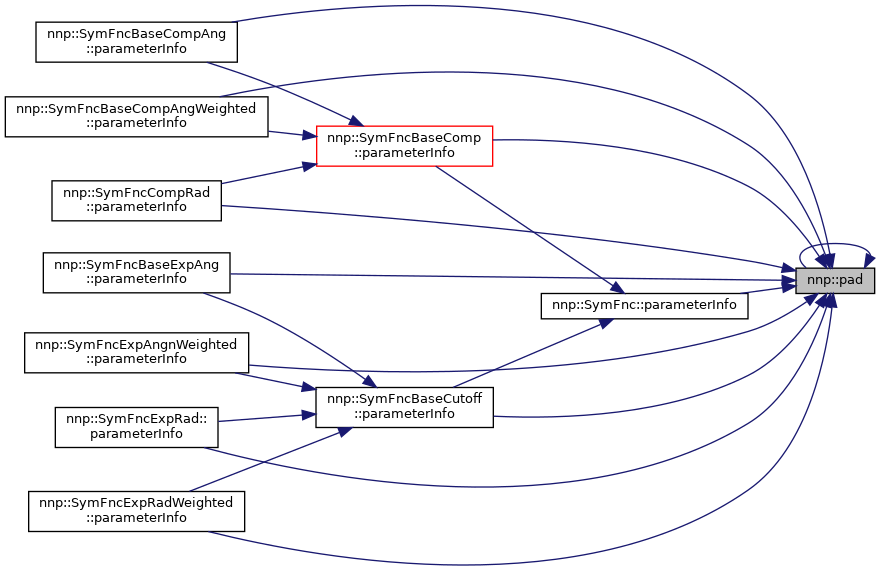 nnp::SymFncBaseCompAng
::parameterInfo
nnp::SymFncBaseCompAngWeighted
::parameterInfo
nnp::SymFncBaseComp
::parameterInfo
nnp::SymFncCompRad
::parameterInfo
nnp::SymFncBaseExpAng
::parameterInfo
nnp::pad
nnp::SymFnc::parameterInfo
nnp::SymFncExpAngnWeighted
::parameterInfo
nnp::SymFncBaseCutoff
::parameterInfo
nnp::SymFncExpRad::
parameterInfo
nnp::SymFncExpRadWeighted
::parameterInfo